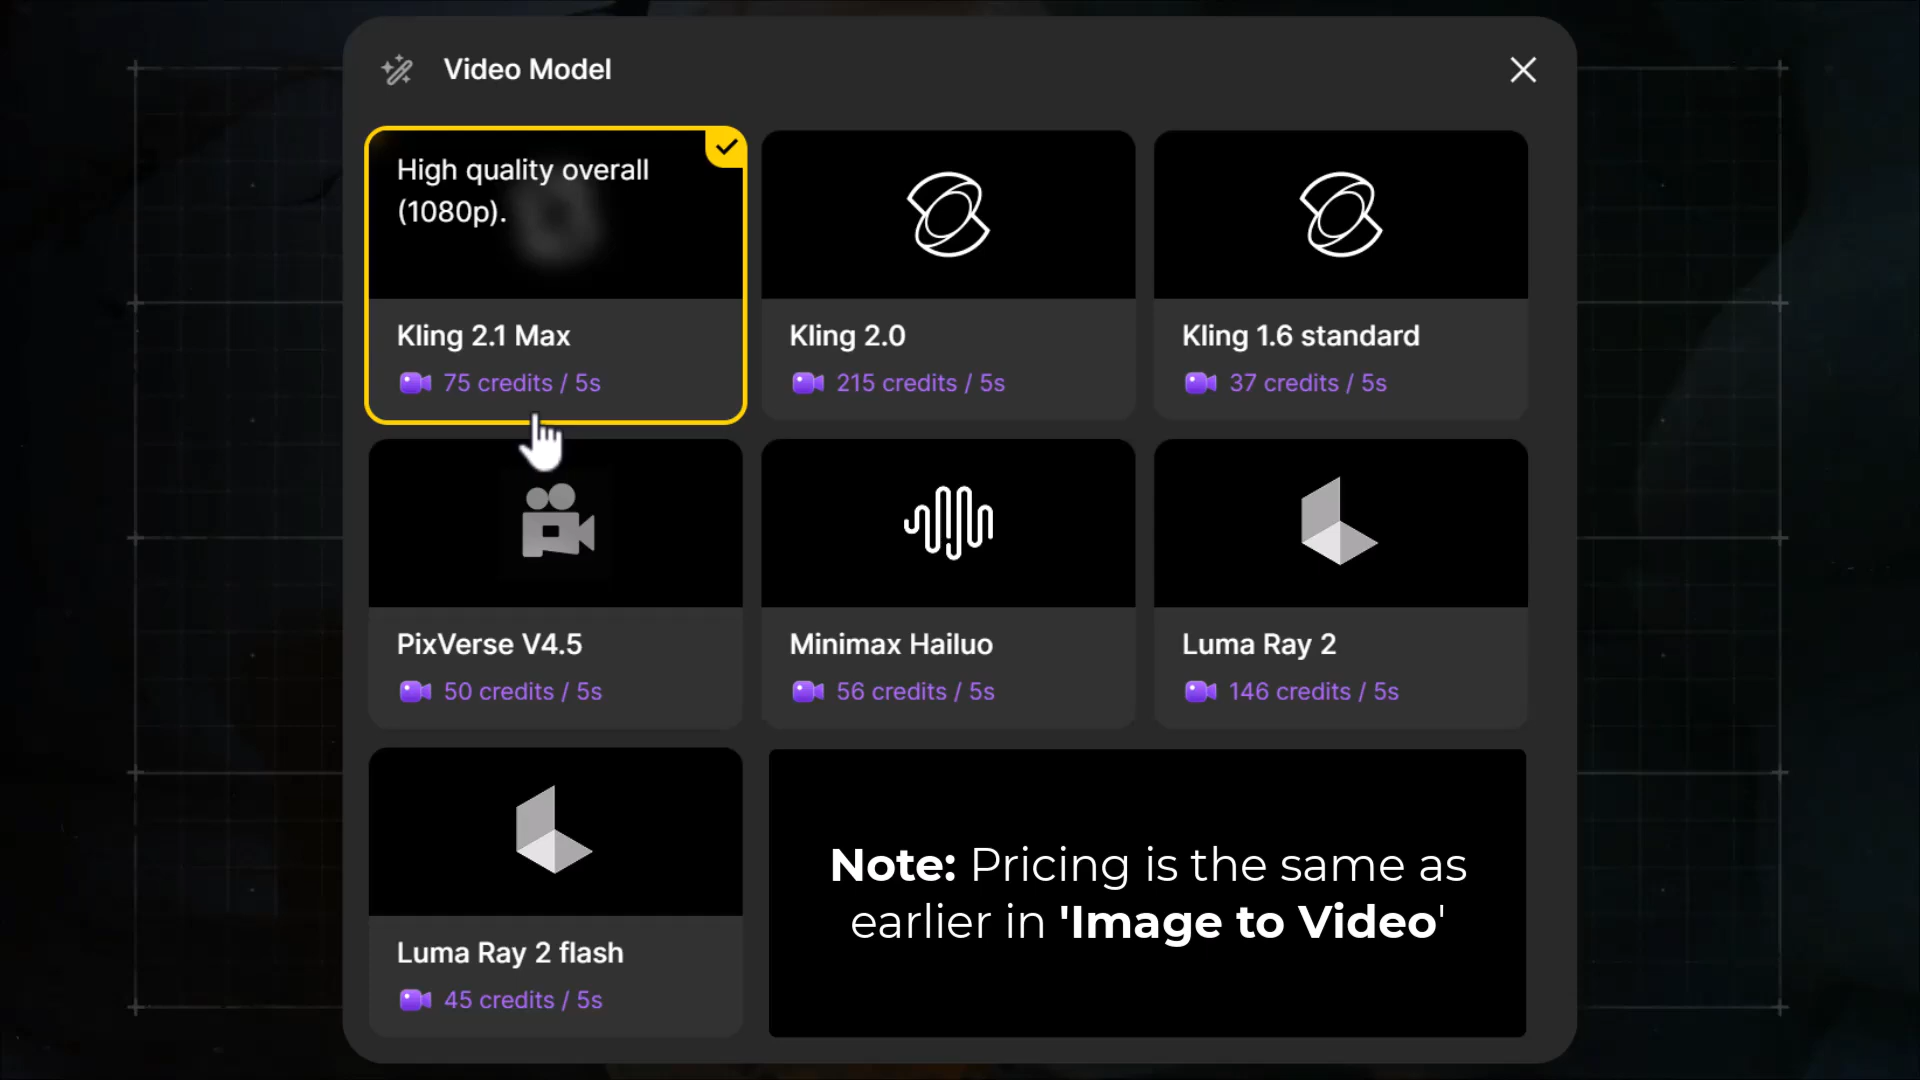 Video Model
High quality overall
(1080p).
Kling 2.1 Max
75 credits / 5s
Kling 2.0
215 credits / 5s
Kling 1.6 standard
37 credits / 5s
PixVerse V4.5
50 credits / 5s
Minimax Hailuo
56 credits / 5s
Luma Ray 2
146 credits / 5s
Luma Ray 2 flash
45 credits / 5s
Note: Pricing is the same as
earlier in 'Image to Video'